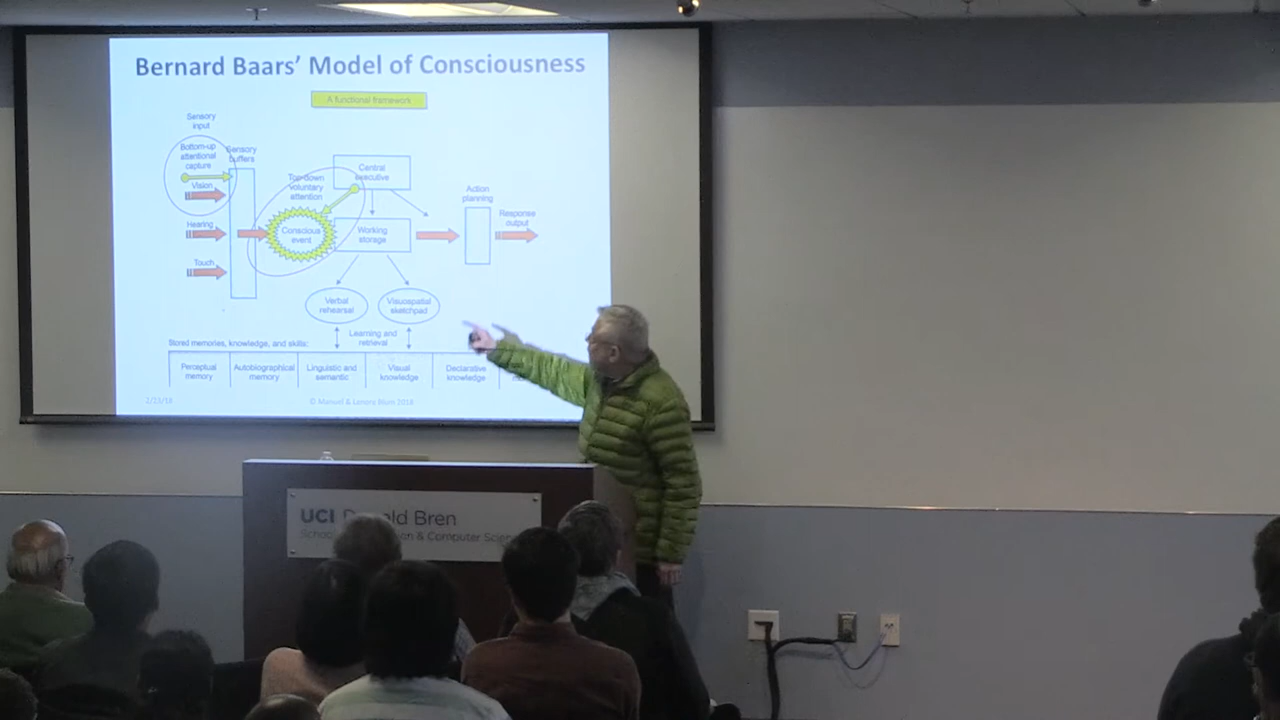 Bernard Baars' Model of Consciousness
A functional framework
Sensory
input
Bottom-up
attentional
capture
Sensory
buffers
Vision
Hearing
Touch
Top-down
voluntary
attention
Conscious
event
Central
executive
Working
storage
Action
planning
Response
output
Verbal
rehearsal
Visuospatial
sketchpad
Learning and
retrieval
Stored memories, knowledge, and skills:
Perceptual
memory
Autobiographical
memory
Linguistic and
semantic
Visual
knowledge
Declarative
knowledge
2/23/18
© Manuel & Lenore Blum 2018
UCI Donald Bren
& Computer